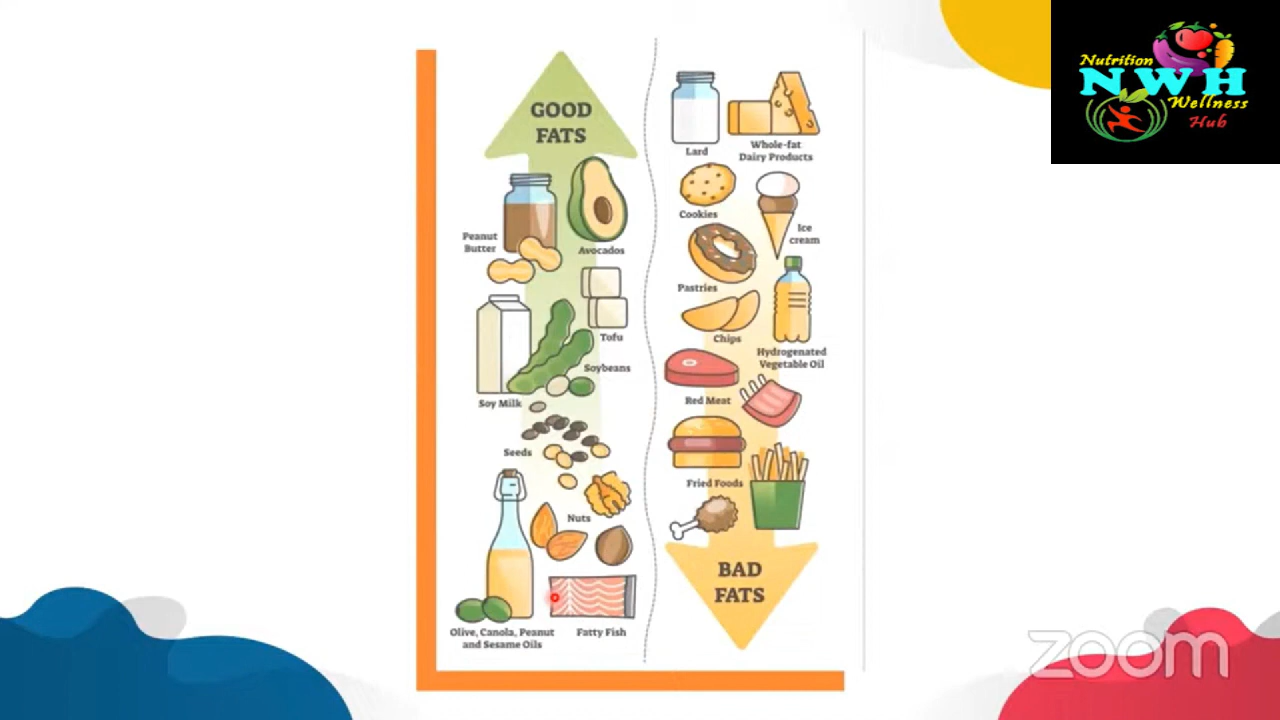 GOOD
FATS
Peanut
Butter
Avocados
Tofu
Soybeans
Soy Milk
Seeds
Nuts
Olive, Canola, Peanut
and Sesame Oils
Fatty Fish
Lard
Whole-fat
Dairy Products
Cookies
Ice
cream
Pastries
Chips
Hydrogenated
Vegetable Oil
Red Meat
Fried Foods
BAD
FATS
Nutrition
NWH
Wellness
Hub
zoom